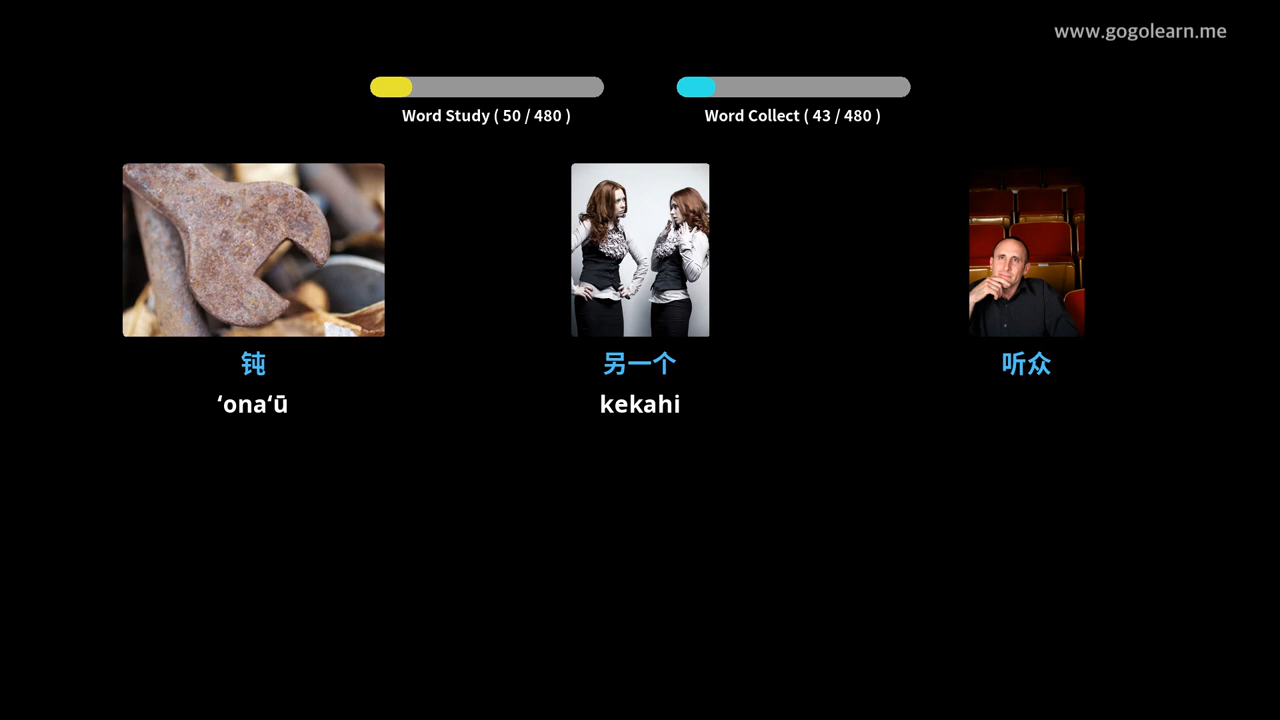 www.gogolearn.me
Word Study ( 50 / 480 )
Word Collect ( 43 / 480 )
钝
另一个
听众
ʻonaʻū
kekahi